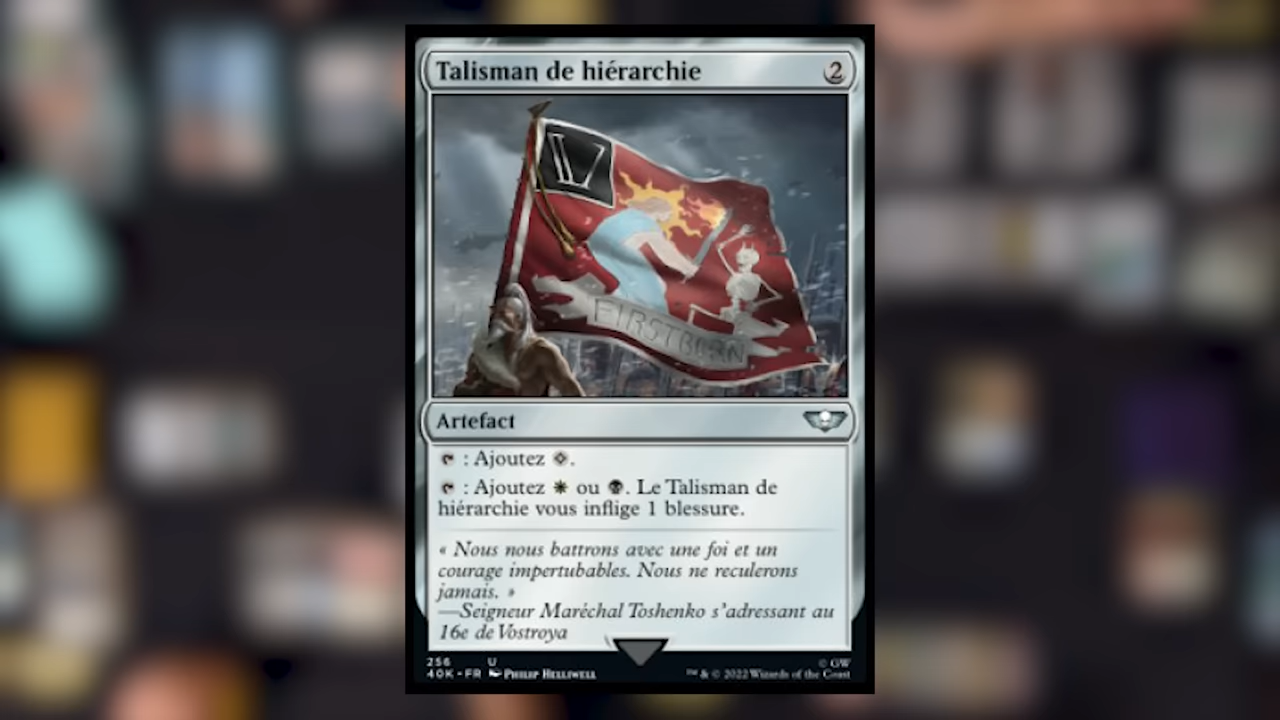 Talisman de hiérarchie 2
IV
FIRSTBORN
Artefact
: Ajoutez .
: Ajoutez ou . Le Talisman de
hiérarchie vous inflige 1 blessure.
« Nous nous battrons avec une foi et un
courage impertubables. Nous ne reculerons
jamais. »
—Seigneur Maréchal Toshenko s'adressant au
16e de Vostroya
256 U © GW
40K • FR Philip Helliwell ™ & © 2022 Wizards of the Coast